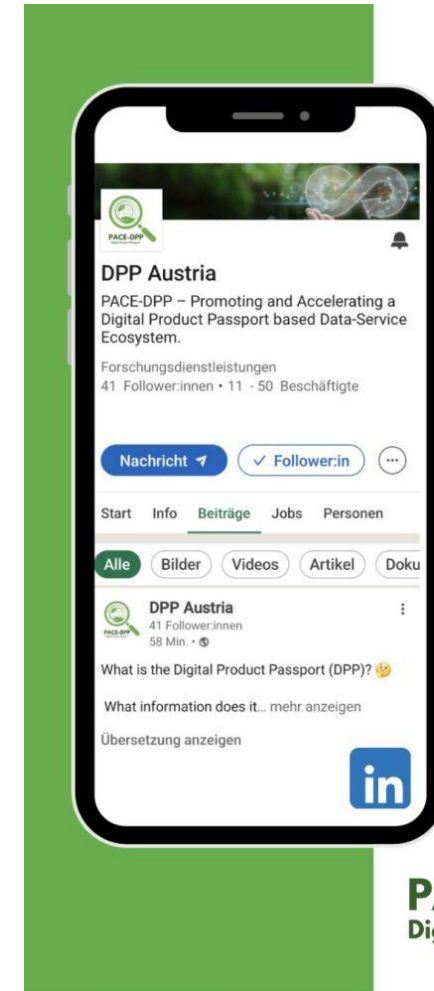 PACE-DPP
DPP Austria
PACE-DPP – Promoting and Accelerating a
Digital Product Passport based Data-Service
Ecosystem.
Forschungsdienstleistungen
41 Follower:innen • 11 - 50 Beschäftigte
Nachricht
Follower:in
Start Info Beiträge Jobs Personen
Alle Bilder Videos Artikel Doku
PACE-DPP
DPP Austria
41 Follower:innen
58 Min. •
What is the Digital Product Passport (DPP)? 🤔
What information does it... mehr anzeigen
Übersetzung anzeigen
in